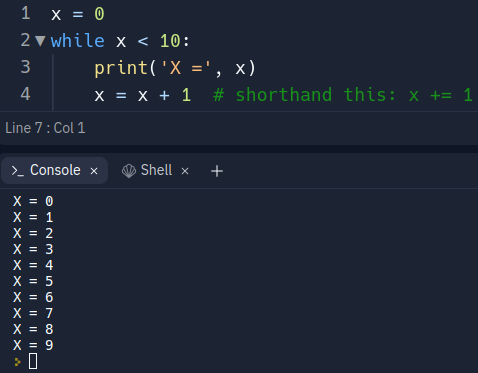 1 x = 0
2 while x < 10:
3 print('X =', x)
4 x = x + 1 # shorthand this: x += 1
Line 7 : Col 1
>_ Console × Shell × +
X = 0
X = 1
X = 2
X = 3
X = 4
X = 5
X = 6
X = 7
X = 8
X = 9